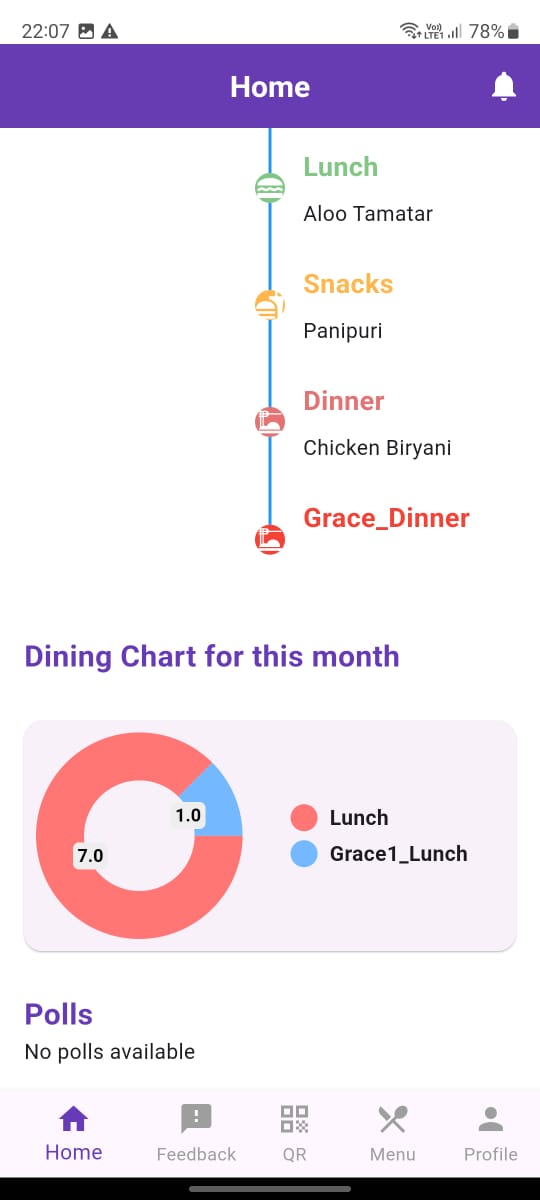 22:07 Vo) LTE1 78%
Home
Lunch
Aloo Tamatar
Snacks
Panipuri
Dinner
Chicken Biryani
Grace_Dinner
Dining Chart for this month
1.0
7.0
Lunch
Grace1_Lunch
Polls
No polls available
Home Feedback QR Menu Profile